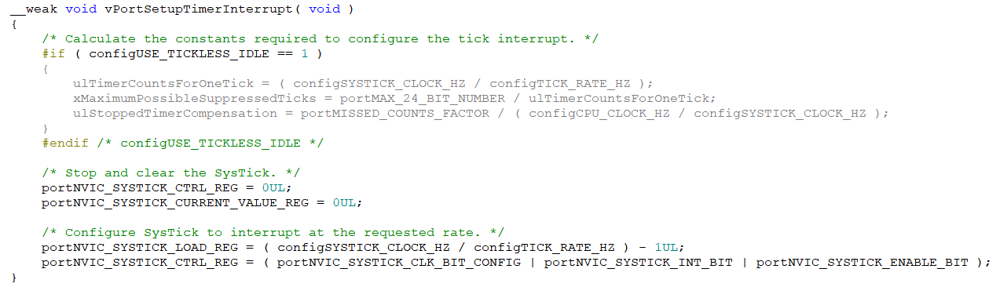 __weak void vPortSetupTimerInterrupt( void )
{
    /* Calculate the constants required to configure the tick interrupt. */
    #if ( configUSE_TICKLESS_IDLE == 1 )
    {
        ulTimerCountsForOneTick = ( configSYSTICK_CLOCK_HZ / configTICK_RATE_HZ );
        xMaximumPossibleSuppressedTicks = portMAX_24_BIT_NUMBER / ulTimerCountsForOneTick;
        ulStoppedTimerCompensation = portMISSED_COUNTS_FACTOR / ( configCPU_CLOCK_HZ / configSYSTICK_CLOCK_HZ );
    }
    #endif /* configUSE_TICKLESS_IDLE */

    /* Stop and clear the SysTick. */
    portNVIC_SYSTICK_CTRL_REG = 0UL;
    portNVIC_SYSTICK_CURRENT_VALUE_REG = 0UL;

    /* Configure SysTick to interrupt at the requested rate. */
    portNVIC_SYSTICK_LOAD_REG = ( configSYSTICK_CLOCK_HZ / configTICK_RATE_HZ ) - 1UL;
    portNVIC_SYSTICK_CTRL_REG = ( portNVIC_SYSTICK_CLK_BIT_CONFIG | portNVIC_SYSTICK_INT_BIT | portNVIC_SYSTICK_ENABLE_BIT );
}